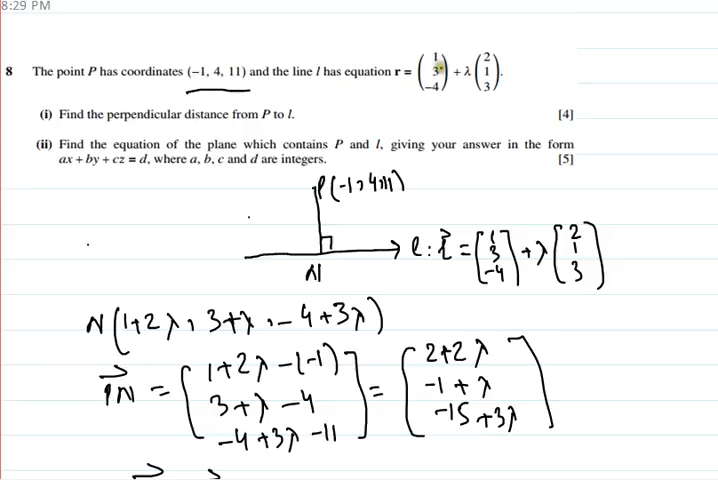 8:29 PM
8 The point P has coordinates (−1, 4, 11) and the line l has equation r = (1 3 −4) + λ (2 1 3).
(i) Find the perpendicular distance from P to l. [4]
(ii) Find the equation of the plane which contains P and l, giving your answer in the form
ax + by + cz = d, where a, b, c and d are integers. [5]
P(-1, 4, 11)
l: r⃗ = [1 3 -4] + λ [2 1 3]
N
N(1+2λ, 3+λ, -4+3λ)
PN⃗ = [1+2λ-(-1) 3+λ-4 -4+3λ-11] = [2+2λ -1+λ -15+3λ]